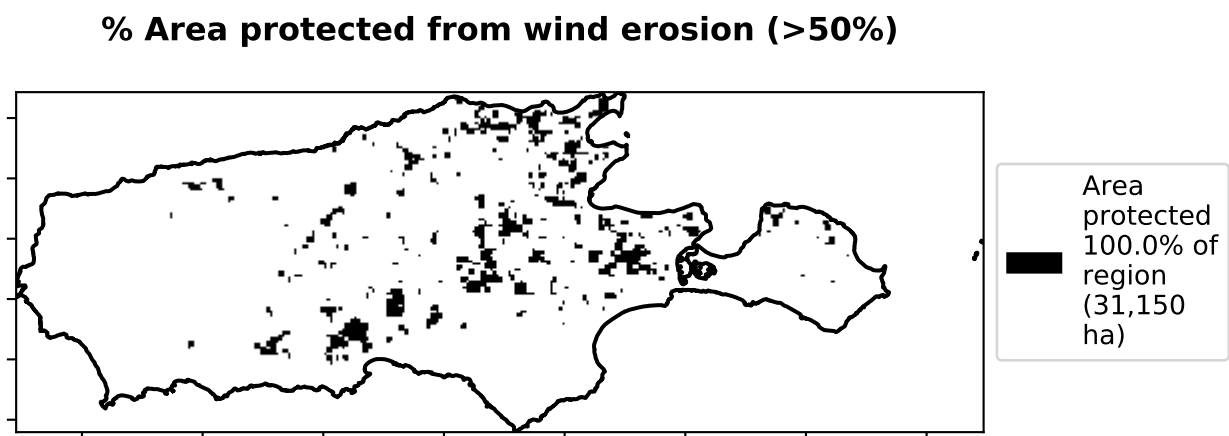 % Area protected from wind erosion (>50%)
Area
protected
100.0% of
region
(31,150
ha)